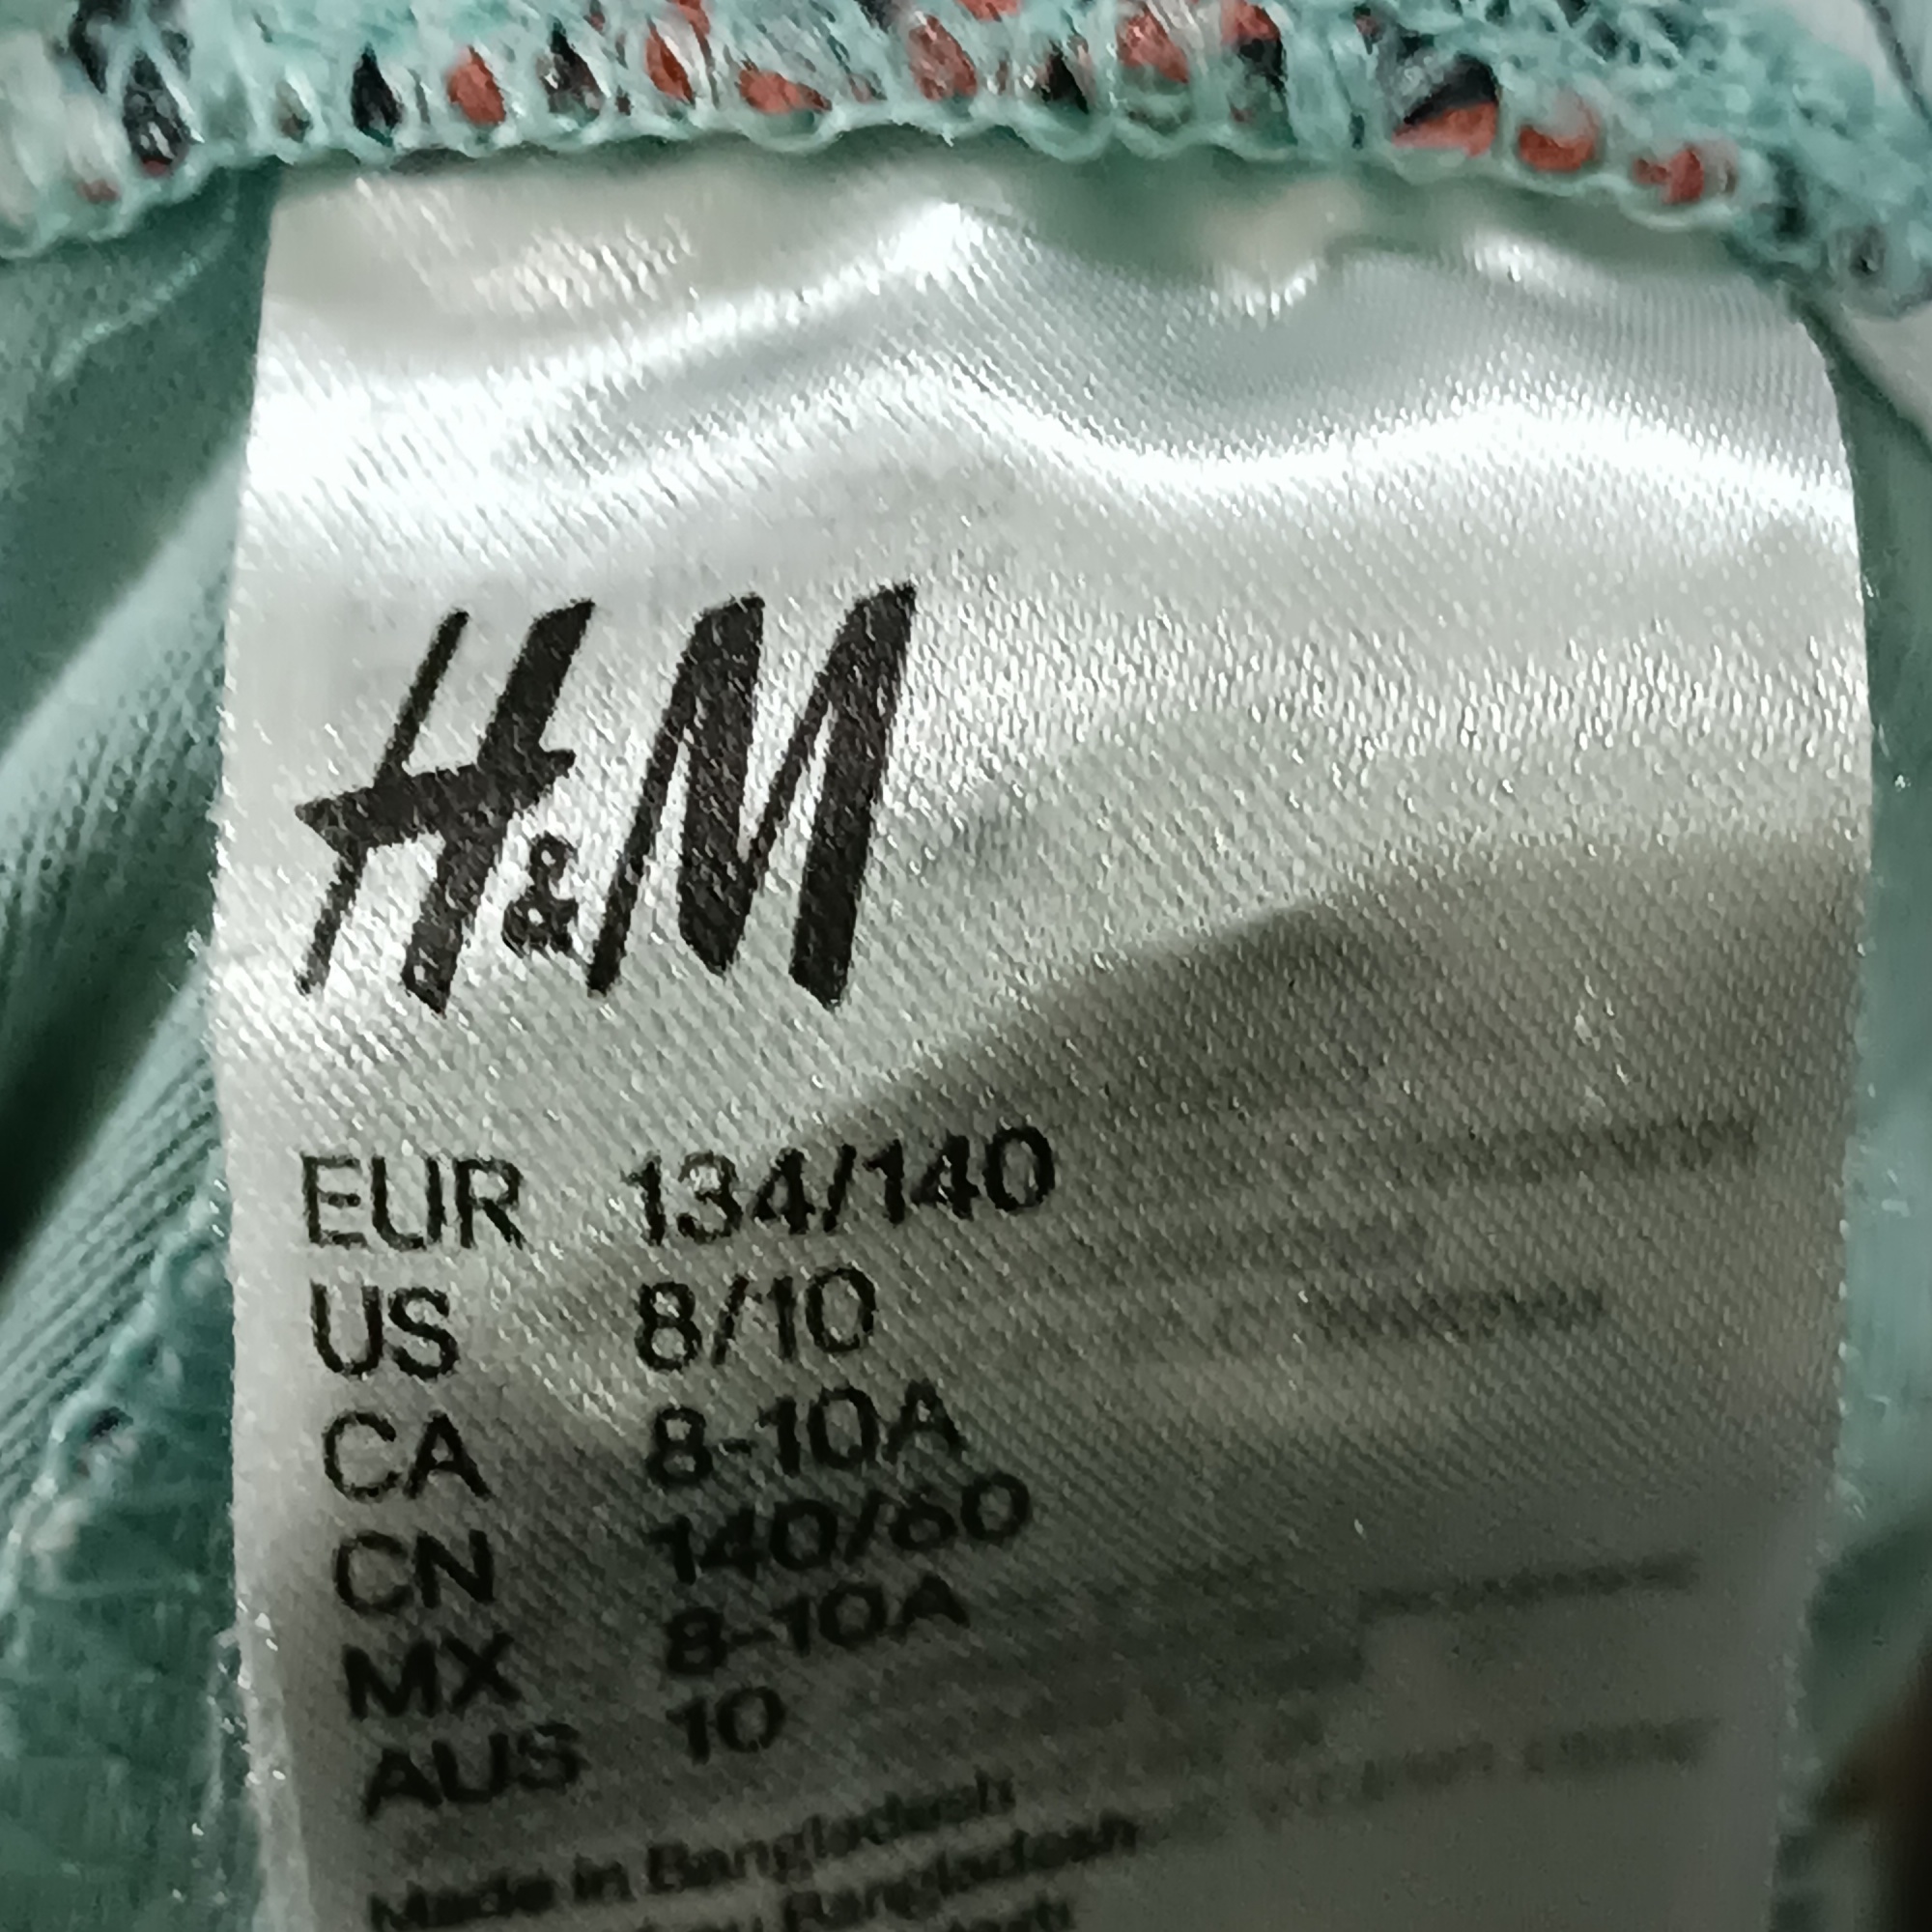 H&M
EUR 134/140
US 8/10
CA 8-10A
CN 140/60
MX 8-10A
AUS 10
Made in Bangladesh
Bangladesh